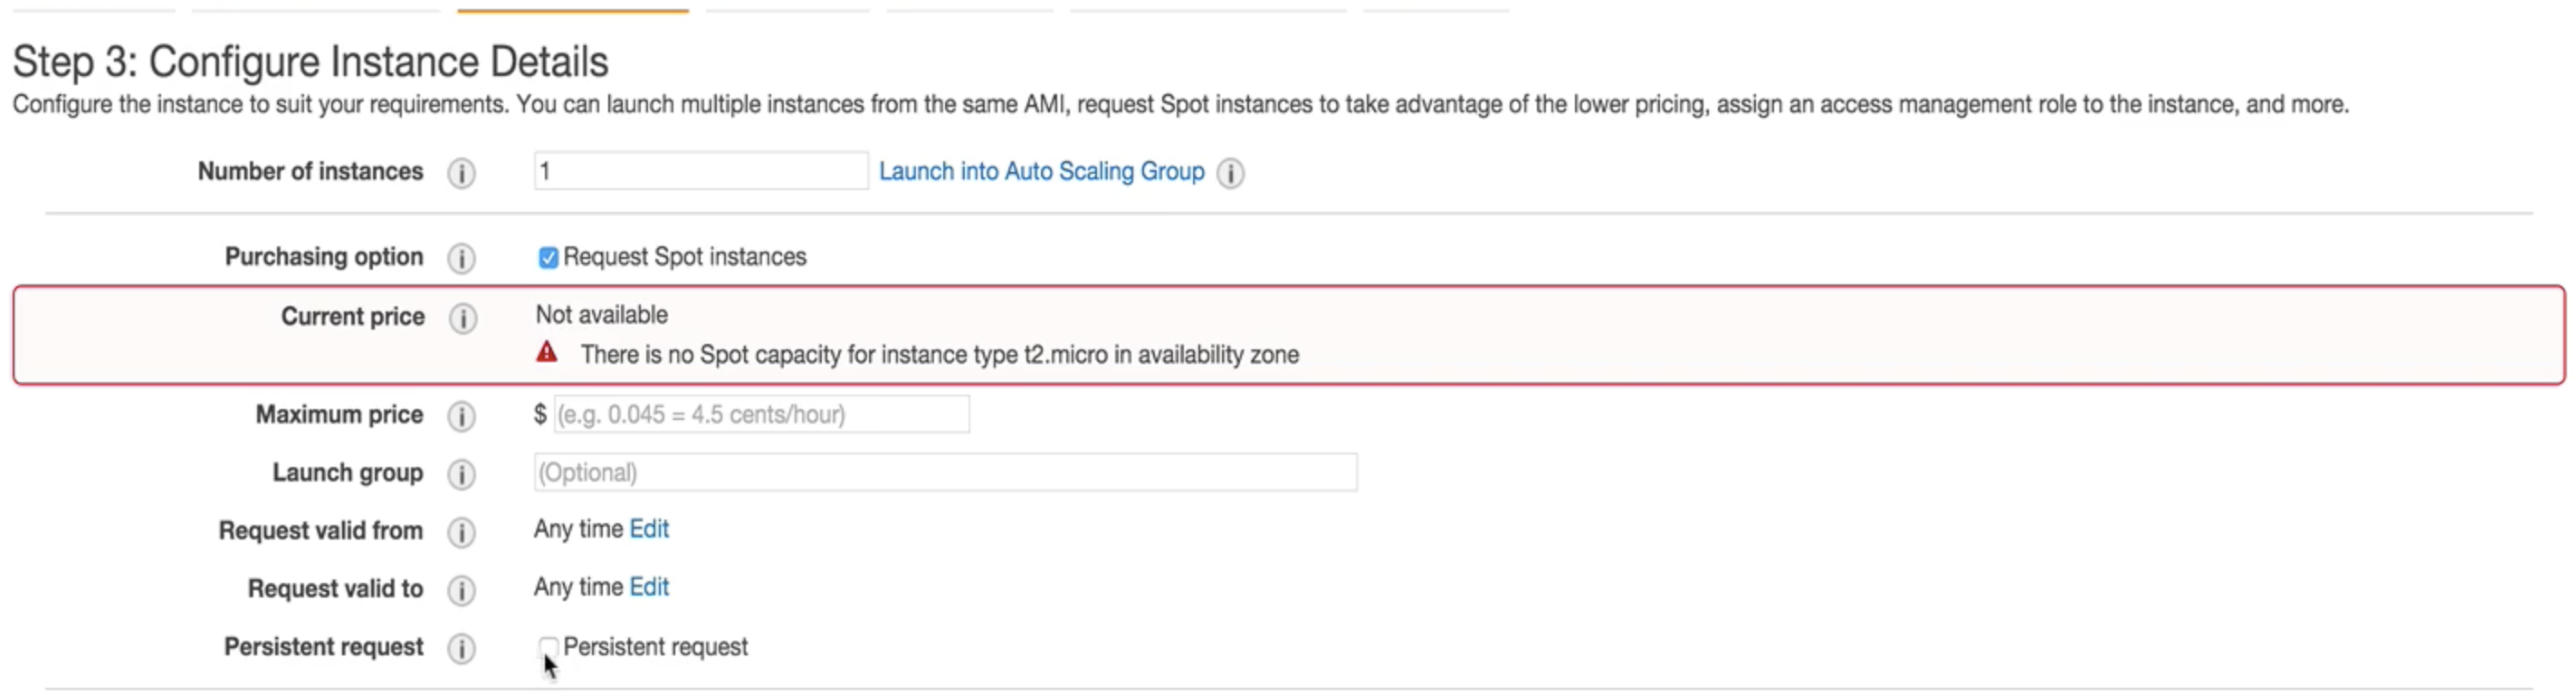 Step 3: Configure Instance Details
Configure the instance to suit your requirements. You can launch multiple instances from the same AMI, request Spot instances to take advantage of the lower pricing, assign an access management role to the instance, and more.
Number of instances i 1 Launch into Auto Scaling Group i
Purchasing option i Request Spot instances
Current price i Not available
There is no Spot capacity for instance type t2.micro in availability zone
Maximum price i $ (e.g. 0.045 = 4.5 cents/hour)
Launch group i (Optional)
Request valid from i Any time Edit
Request valid to i Any time Edit
Persistent request i Persistent request